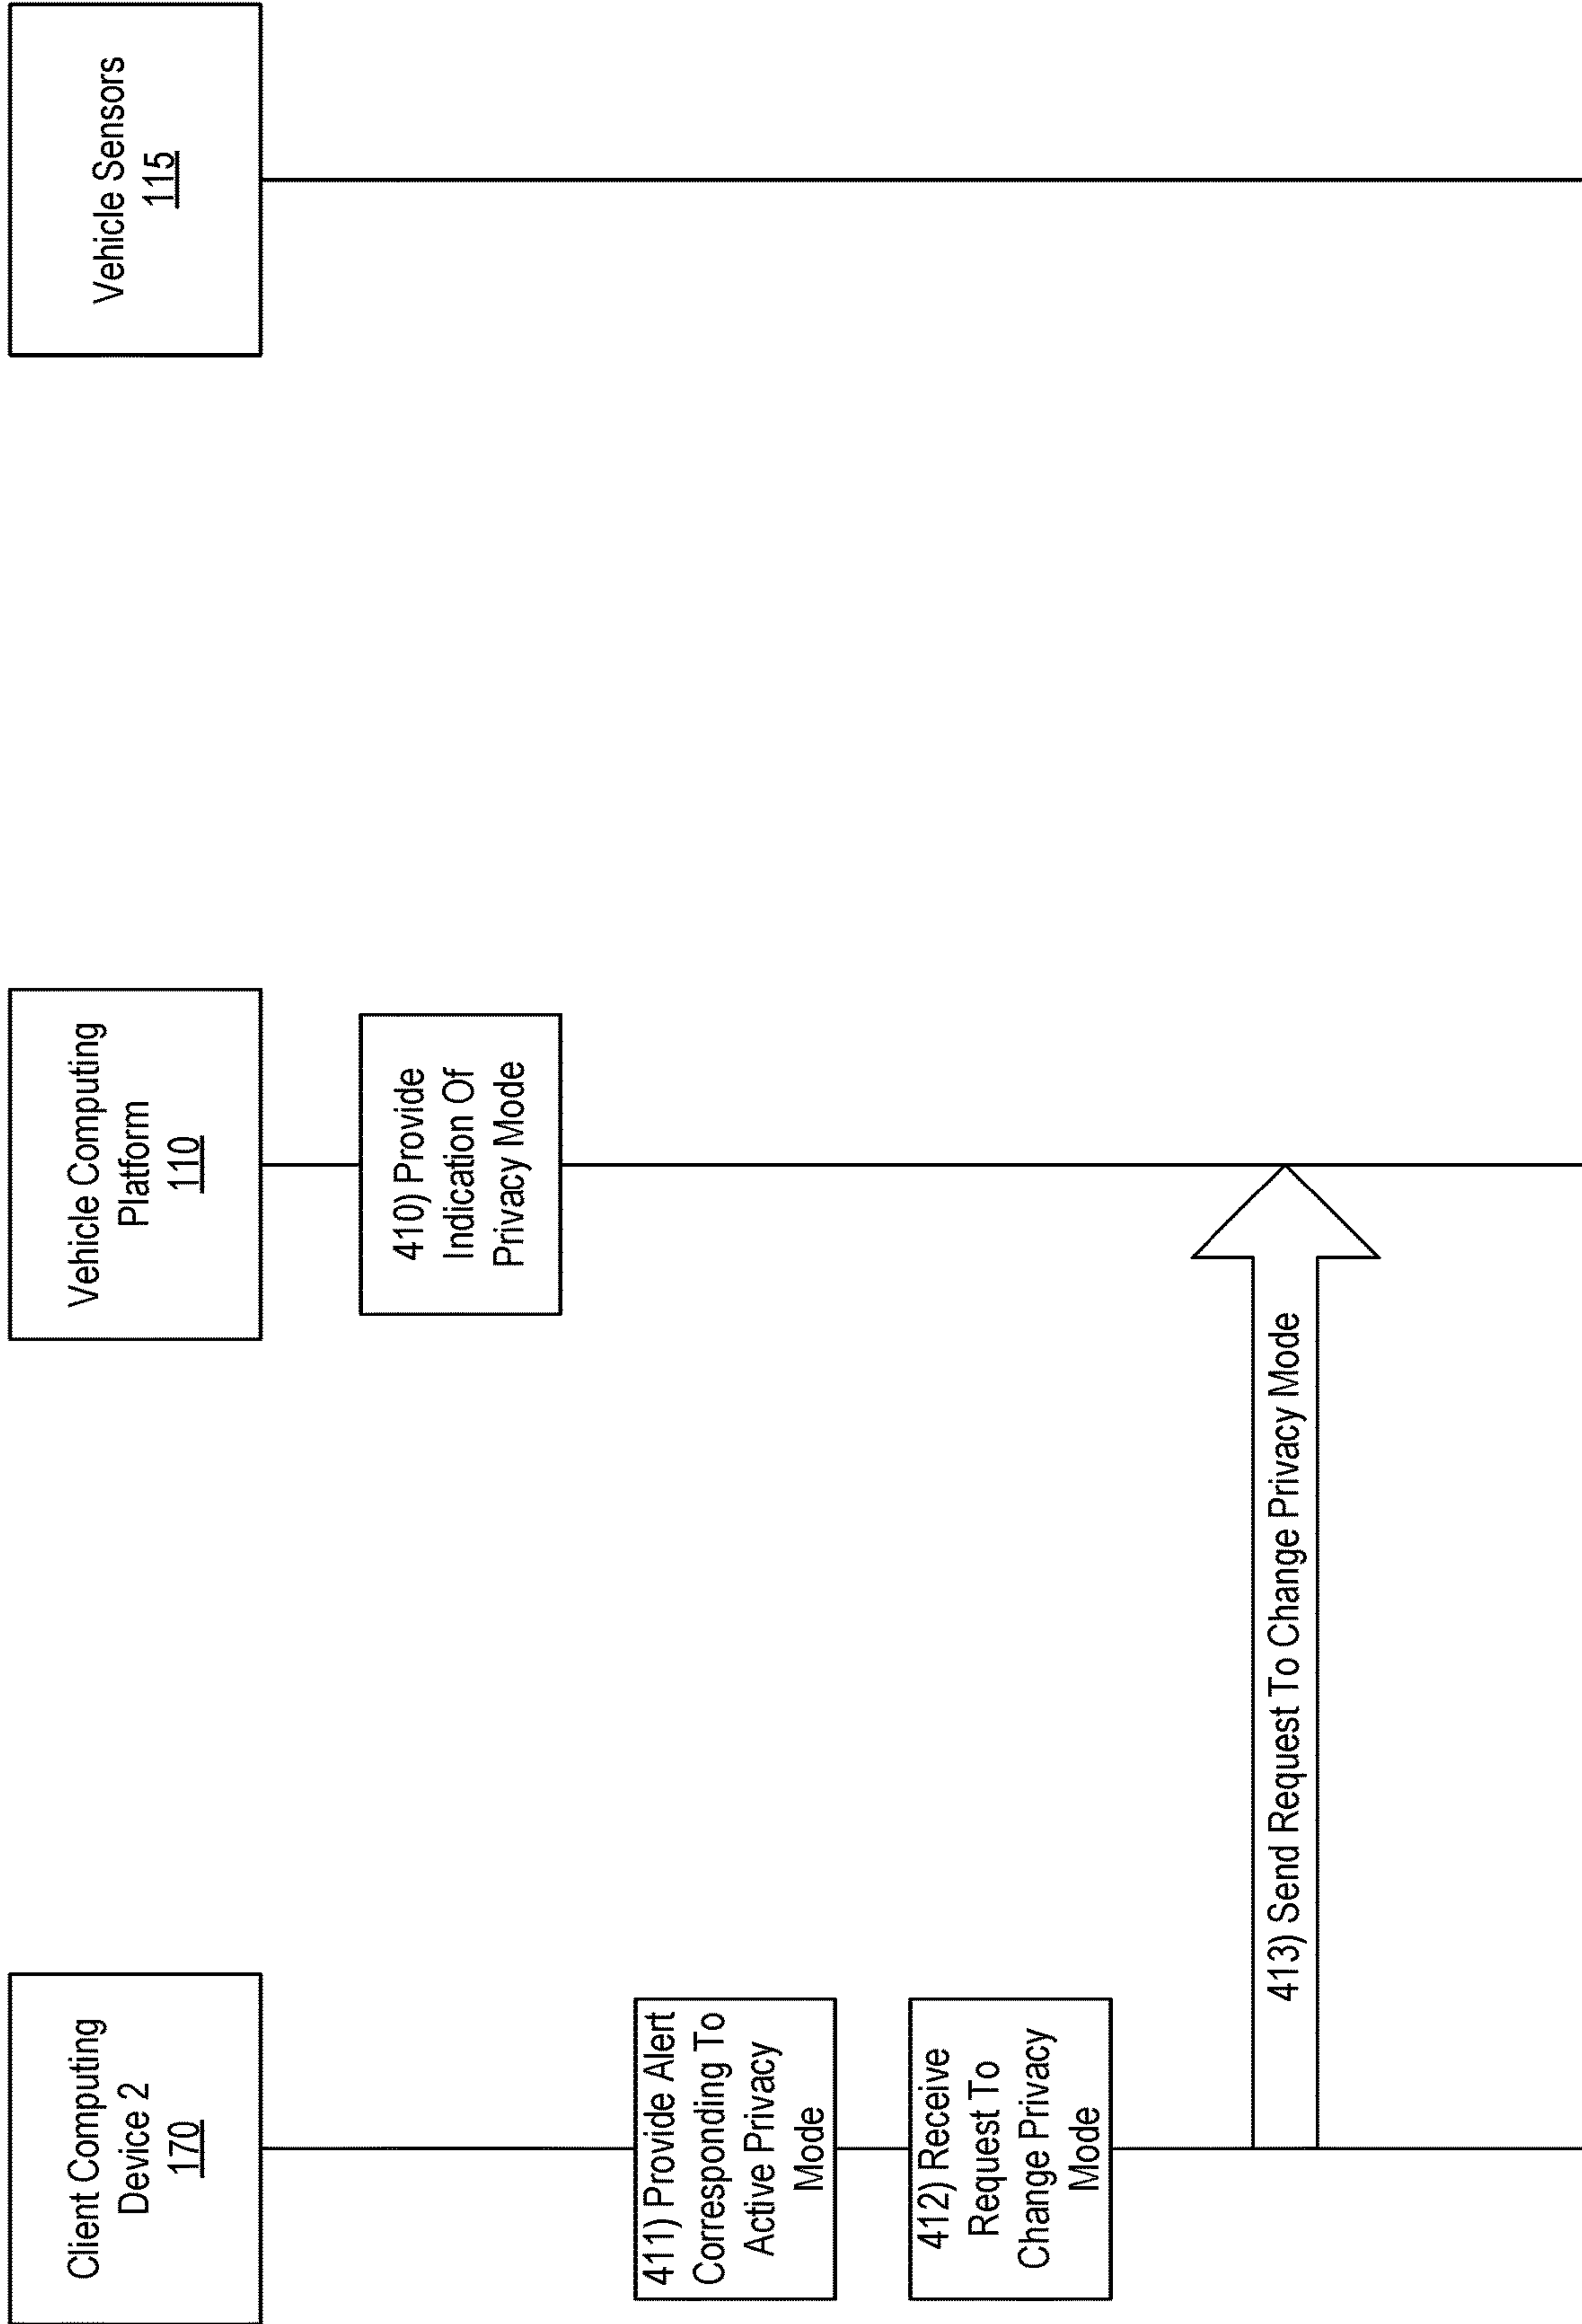 Client Computing
Device 2
170
Vehicle Computing
Platform
110
Vehicle Sensors
115
410) Provide
Indication Of
Privacy Mode
411) Provide Alert
Corresponding To
Active Privacy
Mode
412) Receive
Request To
Change Privacy
Mode
413) Send Request To Change Privacy Mode